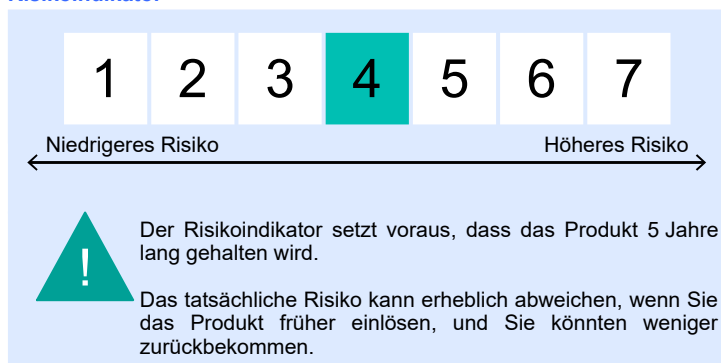 Risikoindikator
1 2 3 4 5 6 7
Niedrigeres Risiko Höheres Risiko
!
Der Risikoindikator setzt voraus, dass das Produkt 5 Jahre
lang gehalten wird.
Das tatsächliche Risiko kann erheblich abweichen, wenn Sie
das Produkt früher einlösen, und Sie könnten weniger
zurückbekommen.